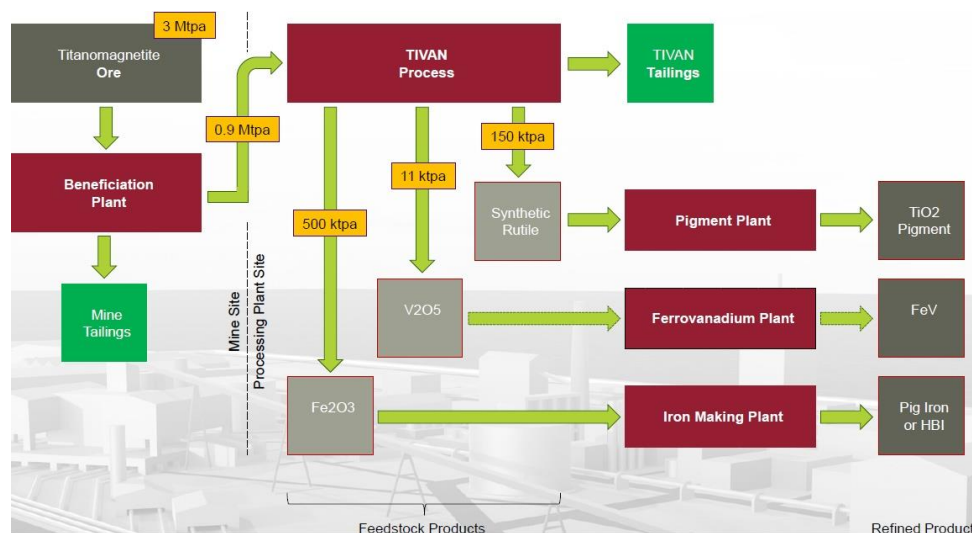 3 Mtpa
Titanomagnetite
Ore
TIVAN
Process
TIVAN
Tailings
0.9 Mtpa
150 ktpa
Beneficiation
Plant
11 ktpa
500 ktpa
Synthetic
Rutile
Pigment Plant
TiO2
Pigment
Mine
Tailings
Mine Site
Processing Plant Site
V2O5
Ferrovanadium Plant
FeV
Fe2O3
Iron Making Plant
Pig Iron
or HBI
Feedstock Products
Refined Product